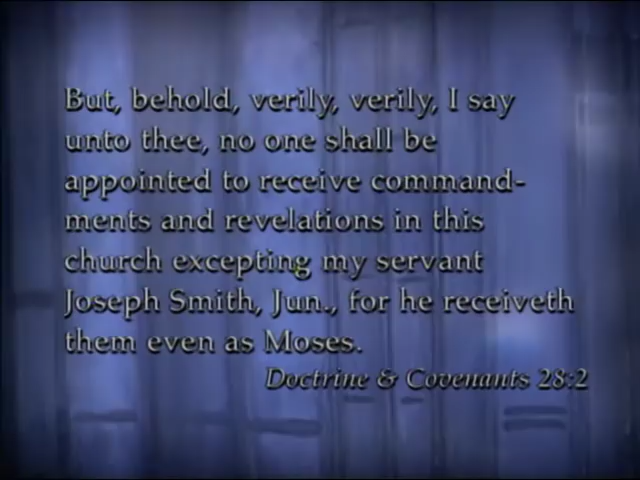 But, behold, verily, verily, I say
unto thee, no one shall be
appointed to receive command-
ments and revelations in this
church excepting my servant
Joseph Smith, Jun., for he receiveth
them even as Moses.
Doctrine & Covenants 28:2